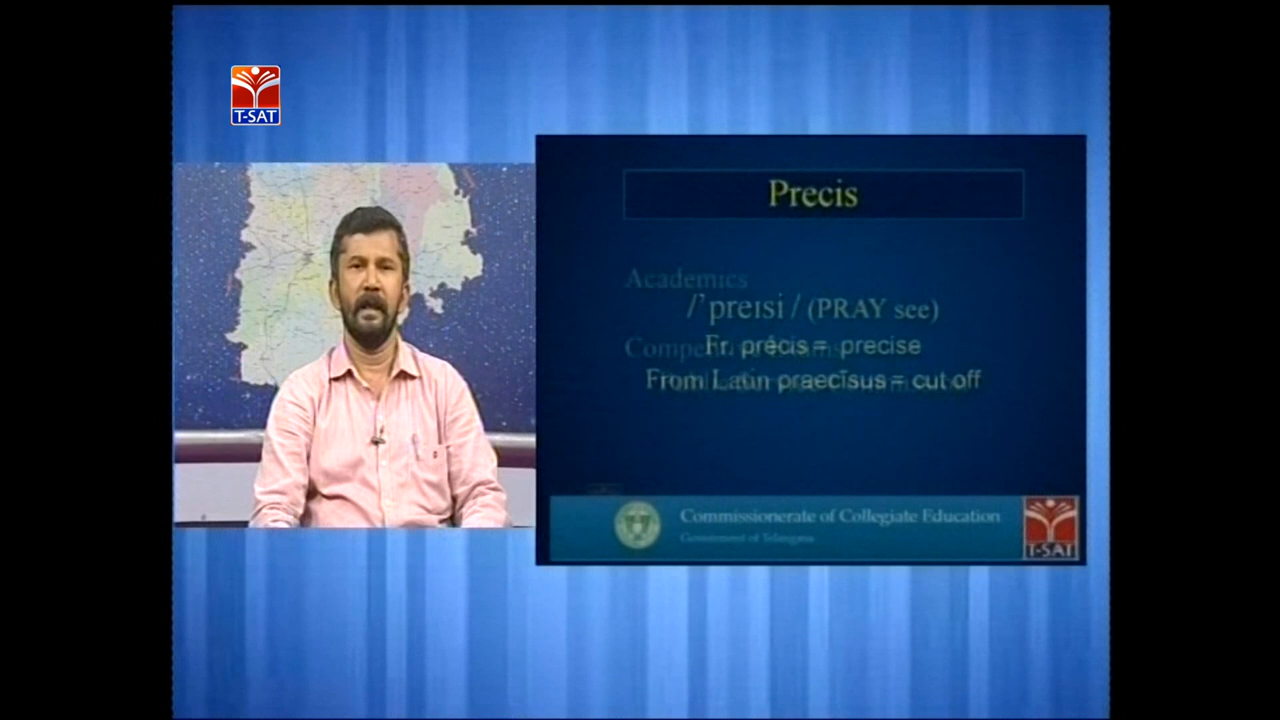 T-SAT
Precis
Academics
/'preɪsi / (PRAY see)
Fr. précis = precise
From Latin praecīsus = cut off
Commissionerate of Collegiate Education
Government of Telangana
T-SAT